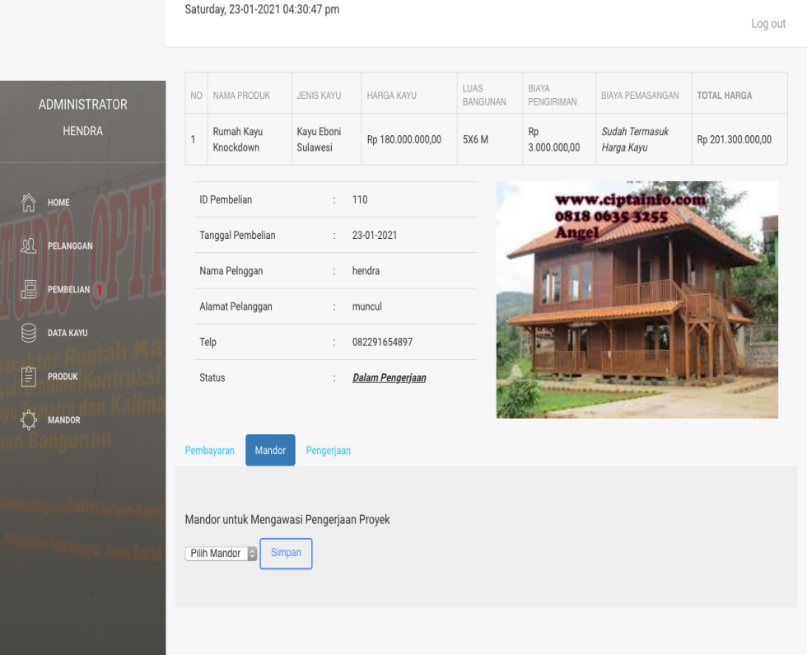 Saturday, 23-01-2021 04:30:47 pm
Log out
ADMINISTRATOR
HENDRA
HOME
PELANGGAN
PEMBELIAN 1
DATA KAYU
PRODUK
MANDOR
NO NAMA PRODUK JENIS KAYU HARGA KAYU LUAS BANGUNAN BIAYA PENGIRIMAN BIAYA PEMASANGAN TOTAL HARGA
1 Rumah Kayu Knockdown Kayu Eboni Sulawesi Rp 180.000.000,00 5X6 M Rp 3.000.000,00 Sudah Termasuk Harga Kayu Rp 201.300.000,00
ID Pembelian : 110
Tanggal Pembelian : 23-01-2021
Nama Pelnggan : hendra
Alamat Pelanggan : muncul
Telp : 082291654897
Status : Dalam Pengerjaan
www.ciptainfo.com
0818 0635 3255
Angel
Pembayaran Mandor Pengerjaan
Mandor untuk Mengawasi Pengerjaan Proyek
Pilih Mandor Simpan